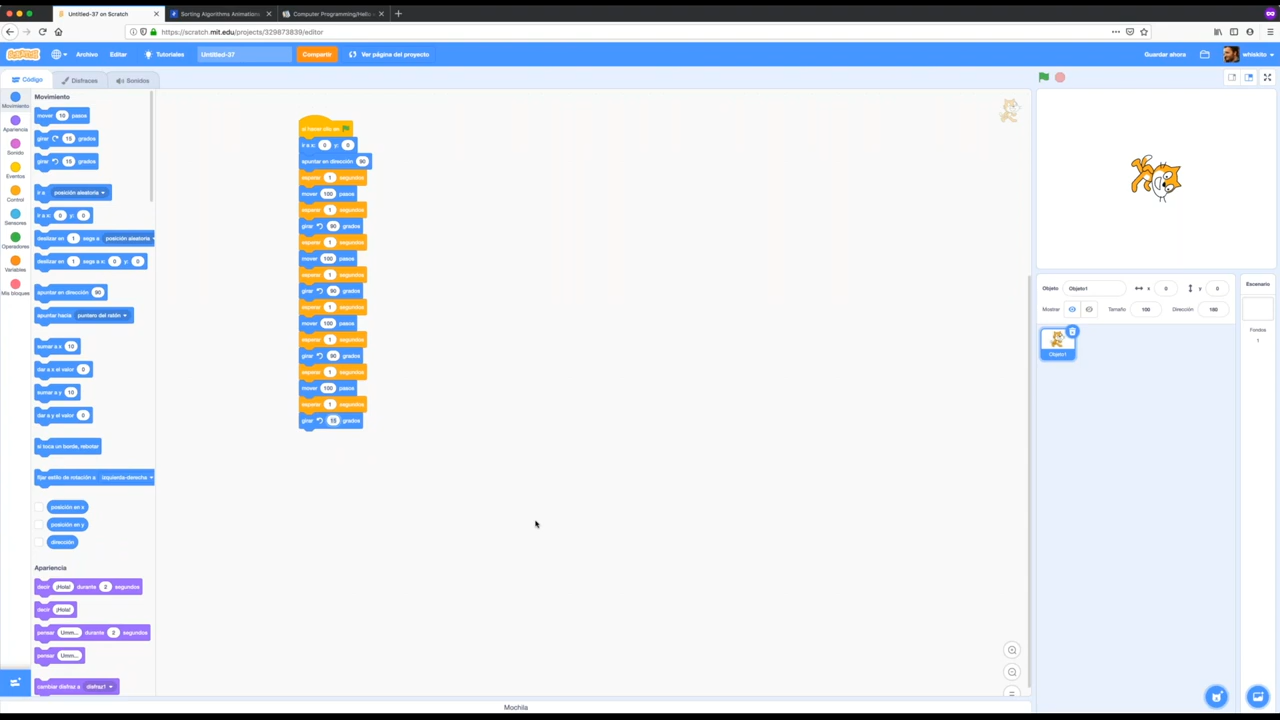 Untitled-37 on Scratch
Sorting Algorithms Animations
Computer Programming/Hello
https://scratch.mit.edu/projects/329873839/editor
SCRATCH
Archivo
Editar
Tutoriales
Untitled-37
Compartir
Ver página del proyecto
Guardar ahora
whiskito
Código
Disfraces
Sonidos
Movimiento
Apariencia
Sonido
Eventos
Control
Sensores
Operadores
Variables
Mis bloques
Movimiento
mover 10 pasos
girar 15 grados
girar 15 grados
ir a posición aleatoria
ir a x: 0 y: 0
deslizar en 1 segs a posición aleatoria
deslizar en 1 segs a x: 0 y: 0
apuntar en dirección 90
apuntar hacia puntero del ratón
sumar a x 10
dar a x el valor 0
sumar a y 10
dar a y el valor 0
si toca un borde, rebotar
fijar estilo de rotación a izquierda-derecha
posición en x
posición en y
dirección
Apariencia
decir ¡Hola! durante 2 segundos
decir ¡Hola!
pensar Umm... durante 2 segundos
pensar Umm...
cambiar disfraz a disfraz1
al hacer clic en
ir a x: 0 y: 0
apuntar en dirección 90
esperar 1 segundos
mover 100 pasos
esperar 1 segundos
girar 90 grados
esperar 1 segundos
mover 100 pasos
esperar 1 segundos
girar 90 grados
esperar 1 segundos
mover 100 pasos
esperar 1 segundos
girar 90 grados
esperar 1 segundos
mover 100 pasos
esperar 1 segundos
girar 15 grados
Objeto Objeto1 x 0 y 0
Mostrar Tamaño 100 Dirección 180
Objeto1
Escenario
Fondos
1
Mochila